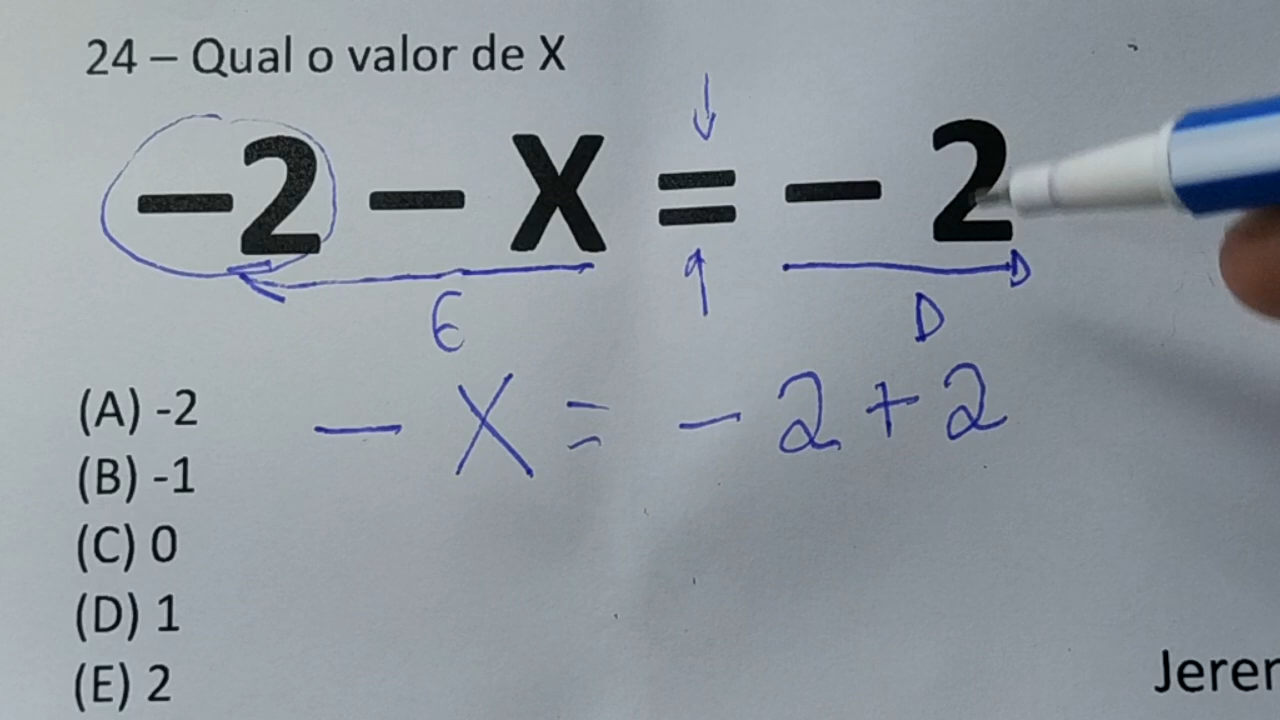 24 – Qual o valor de X
–2 – X = – 2
E D
– X = – 2 + 2
(A) -2
(B) -1
(C) 0
(D) 1
(E) 2
Jerer